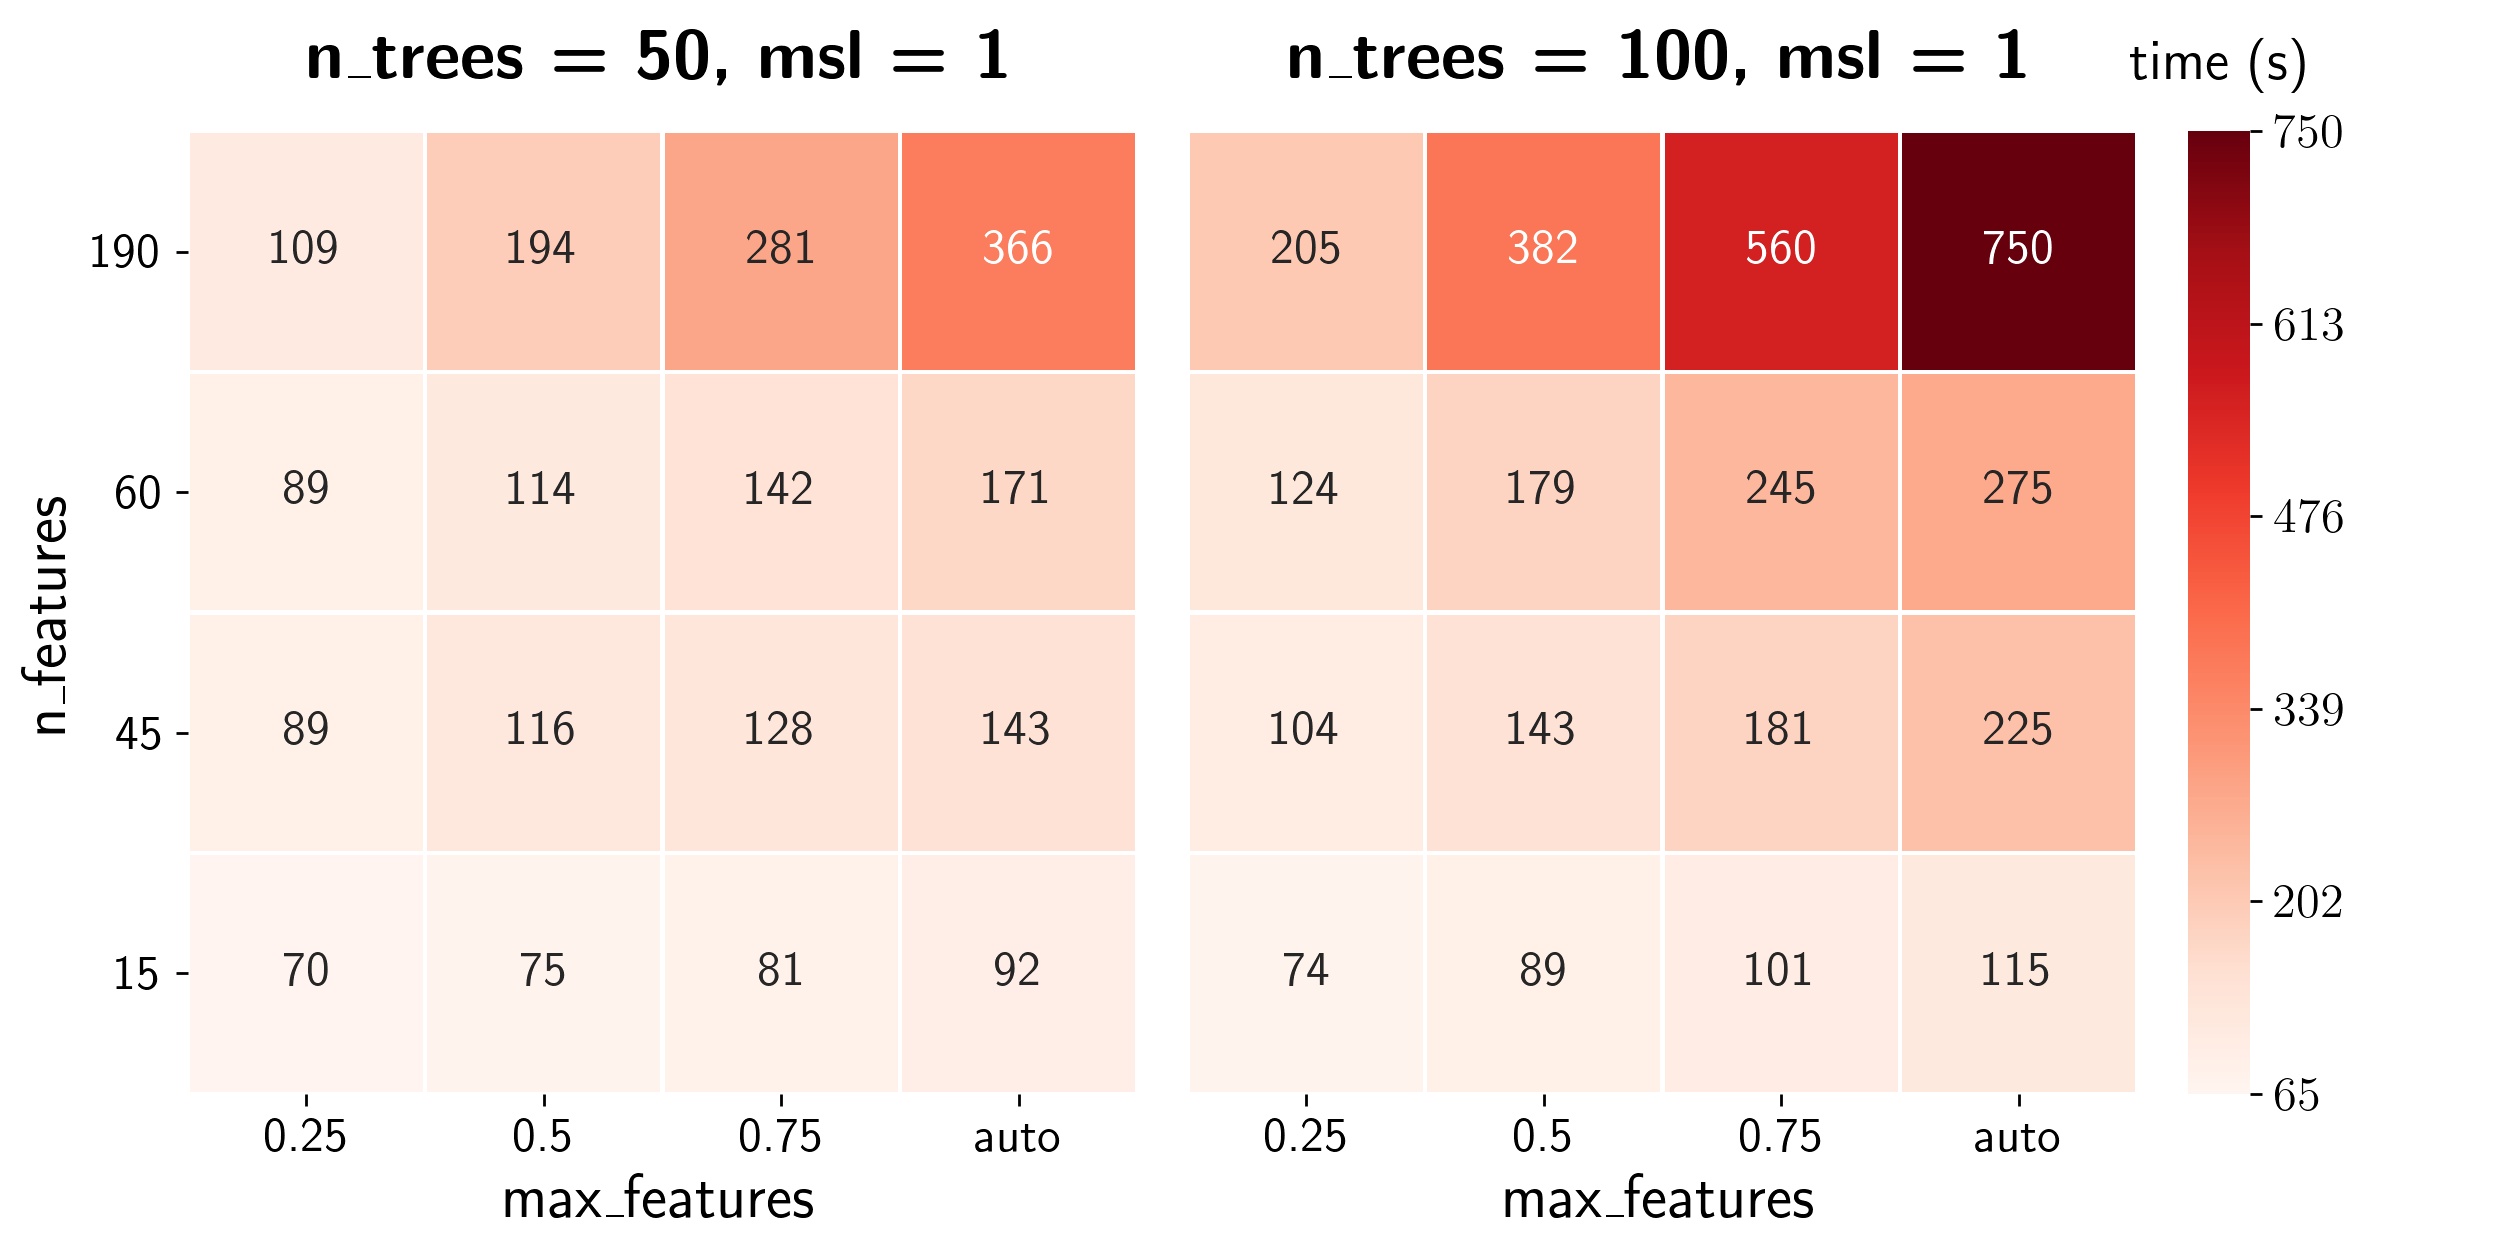 n_trees = 50, msl = 1
n_trees = 100, msl = 1
time (s)
n_features
190 109 194 281 366 205 382 560 750
60 89 114 142 171 124 179 245 275
45 89 116 128 143 104 143 181 225
15 70 75 81 92 74 89 101 115
0.25 0.5 0.75 auto 0.25 0.5 0.75 auto
max_features
max_features
750
613
476
339
202
65